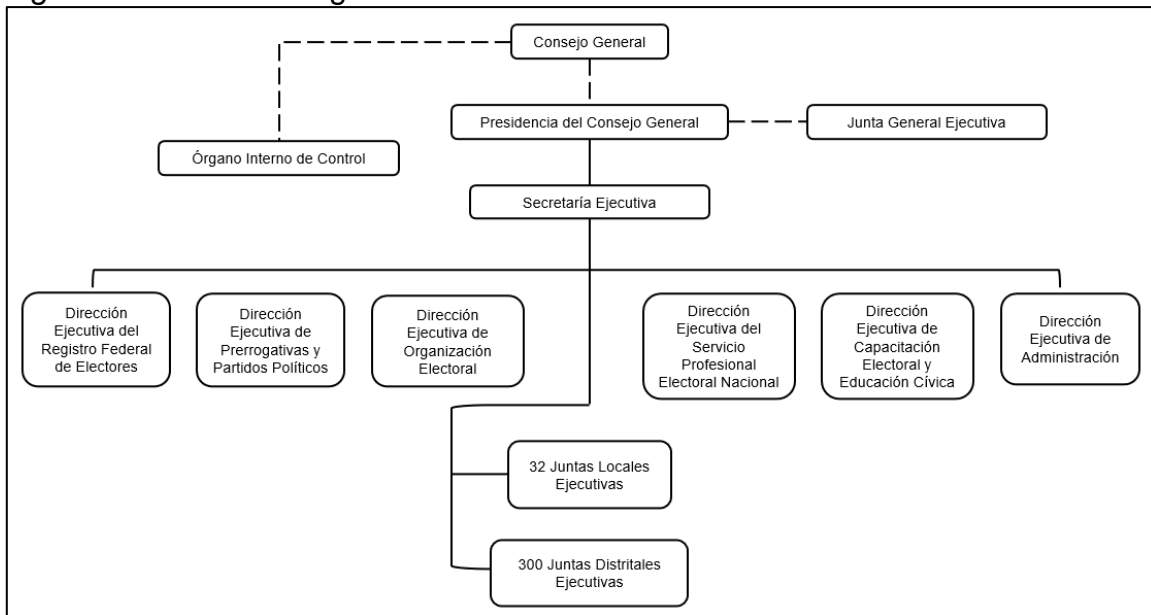 Consejo General
Presidencia del Consejo General
Junta General Ejecutiva
Órgano Interno de Control
Secretaría Ejecutiva
Dirección
Ejecutiva del
Registro Federal
de Electores
Dirección
Ejecutiva de
Prerrogativas y
Partidos Políticos
Dirección
Ejecutiva de
Organización
Electoral
Dirección
Ejecutiva del
Servicio
Profesional
Electoral Nacional
Dirección
Ejecutiva de
Capacitación
Electoral y
Educación Cívica
Dirección
Ejecutiva de
Administración
32 Juntas Locales
Ejecutivas
300 Juntas Distritales
Ejecutivas